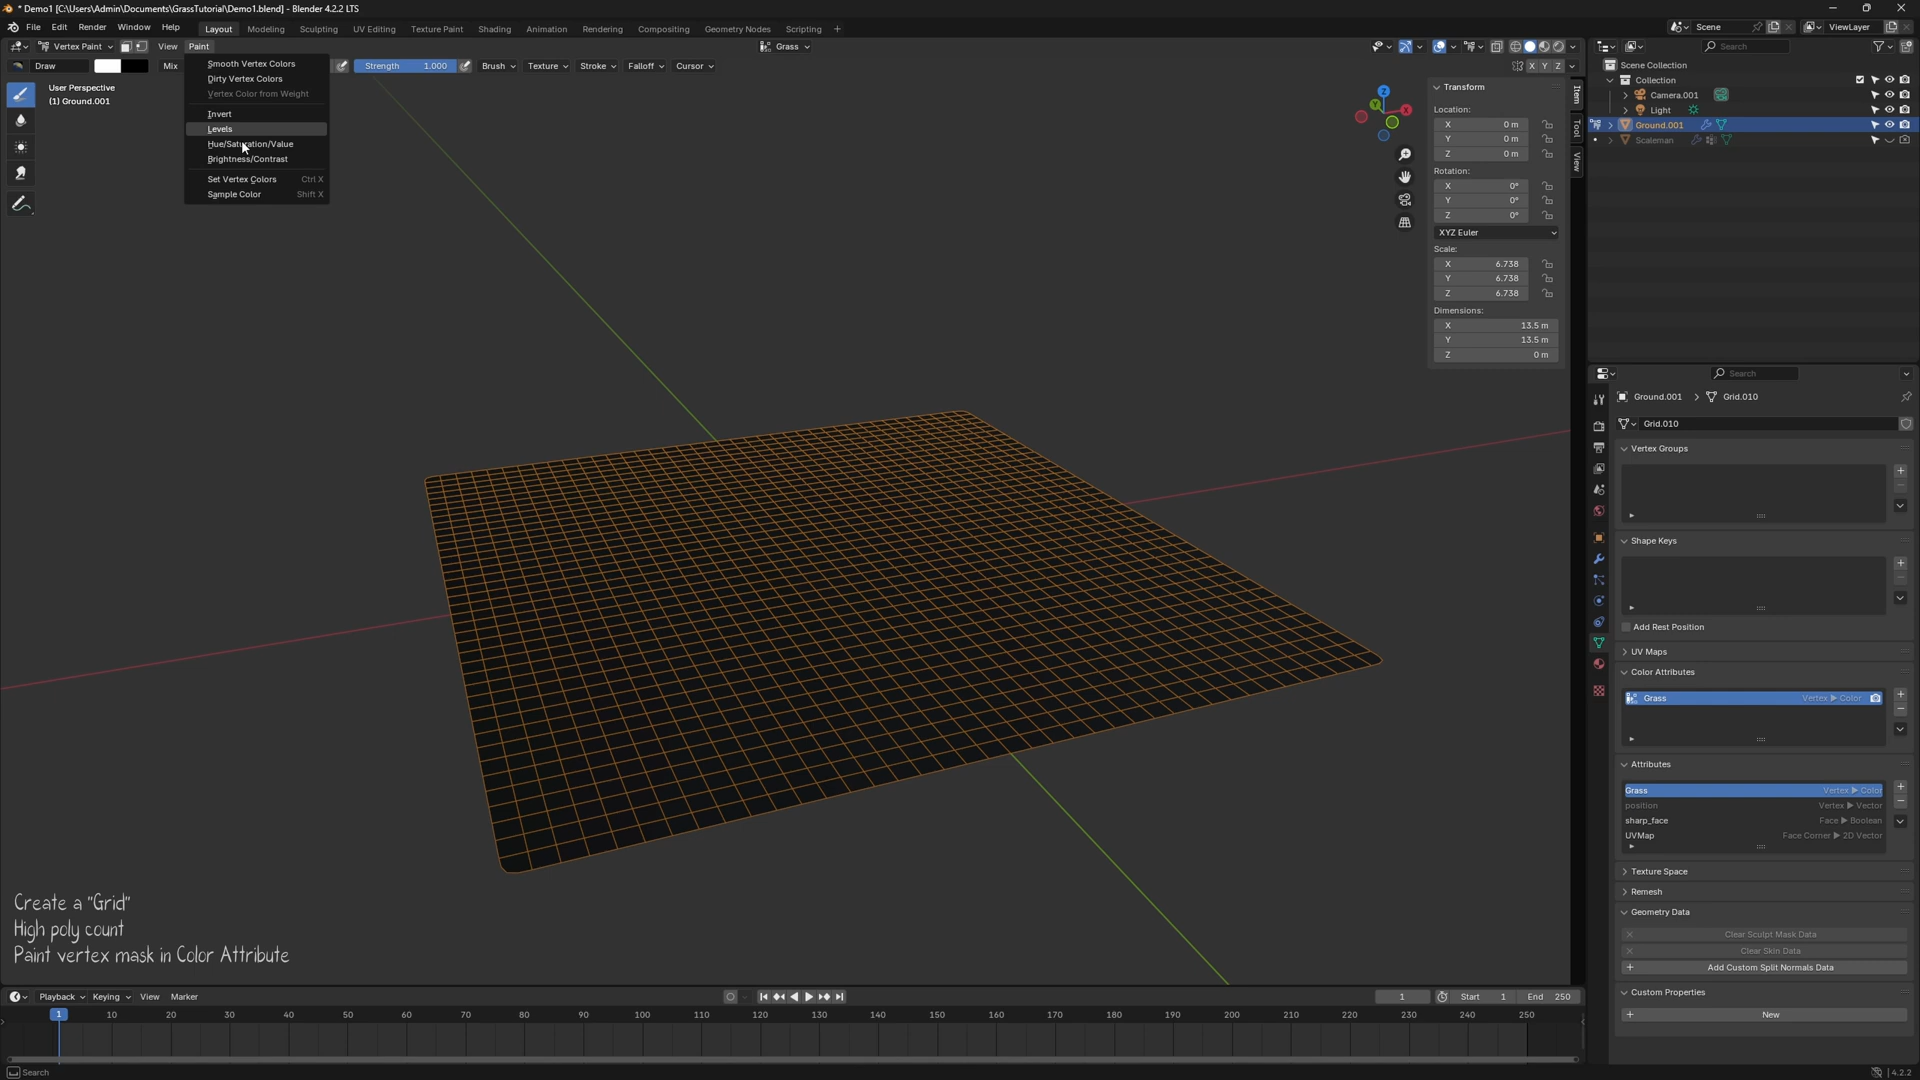 * Demo1 [C:\Users\Admin\Documents\GrassTutorial\Demo1.blend] - Blender 4.2.2 LTS
File Edit Render Window Help Layout Modeling Sculpting UV Editing Texture Paint Shading Animation Rendering Compositing Geometry Nodes Scripting + Scene ViewLayer
Vertex Paint View Paint Grass Search
Draw Mix Strength 1.000 Brush Texture Stroke Falloff Cursor X Y Z
Smooth Vertex Colors
Dirty Vertex Colors
Vertex Color from Weight
Invert
Levels
Hue/Saturation/Value
Brightness/Contrast
Set Vertex Colors Ctrl X
Sample Color Shift X
User Perspective
(1) Ground.001
Z
Y
X
Transform
Location:
X 0 m
Y 0 m
Z 0 m
Rotation:
X 0°
Y 0°
Z 0°
XYZ Euler
Scale:
X 6.738
Y 6.738
Z 6.738
Dimensions:
X 13.5 m
Y 13.5 m
Z 0 m
Item
Tool
View
Scene Collection
Collection
Camera.001
Light
Ground.001
Scaleman
Search
Ground.001 > Grid.010
Grid.010
Vertex Groups
Shape Keys
Add Rest Position
UV Maps
Color Attributes
Grass Vertex ▶ Color
Attributes
Grass Vertex ▶ Color
position Vertex ▶ Vector
sharp_face Face ▶ Boolean
UVMap Face Corner ▶ 2D Vector
Texture Space
Remesh
Geometry Data
Clear Sculpt Mask Data
Clear Skin Data
Add Custom Split Normals Data
Custom Properties
New
Create a "Grid"
High poly count
Paint vertex mask in Color Attribute
Playback Keying View Marker 1 Start 1 End 250
1 10 20 30 40 50 60 70 80 90 100 110 120 130 140 150 160 170 180 190 200 210 220 230 240 250
Search 4.2.2